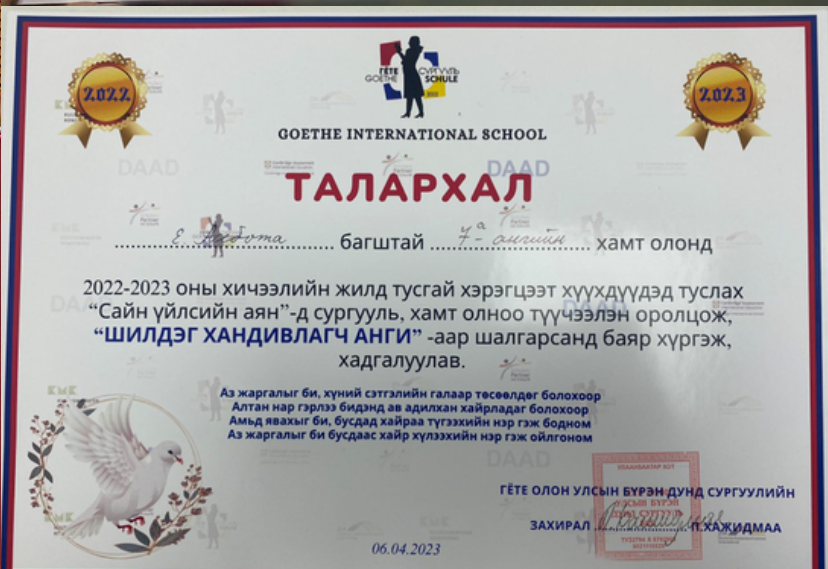 ГЁТЕ СУРГУУЛЬ
GOETHE SCHULE
2022
2023
GOETHE INTERNATIONAL SCHOOL
ТАЛАРХАЛ
Е. багштай 7ᵃ- ангийн хамт олонд
2022-2023 оны хичээлийн жилд тусгай хэрэгцээт хүүхдүүдэд туслах
“Сайн үйлсийн аян”-д сургууль, хамт олноо түүчээлэн оролцож,
“ШИЛДЭГ ХАНДИВЛАГЧ АНГИ” -аар шалгарсанд баяр хүргэж,
хадгалуулав.
Аз жаргалыг би, хүний сэтгэлийн галаар төсөөлдөг болохоор
Алтан нар гэрлээ бидэнд ав адилхан хайрладаг болохоор
Амьд явахыг би, бусдад хайраа түгээхийн нэр гэж бодном
Аз жаргалыг би бусдаас хайр хүлээхийн нэр гэж ойлгоном
ГЁТЕ ОЛОН УЛСЫН БҮРЭН ДУНД СУРГУУЛИЙН
ЗАХИРАЛ П.ХАЖИДМАА
06.04.2023